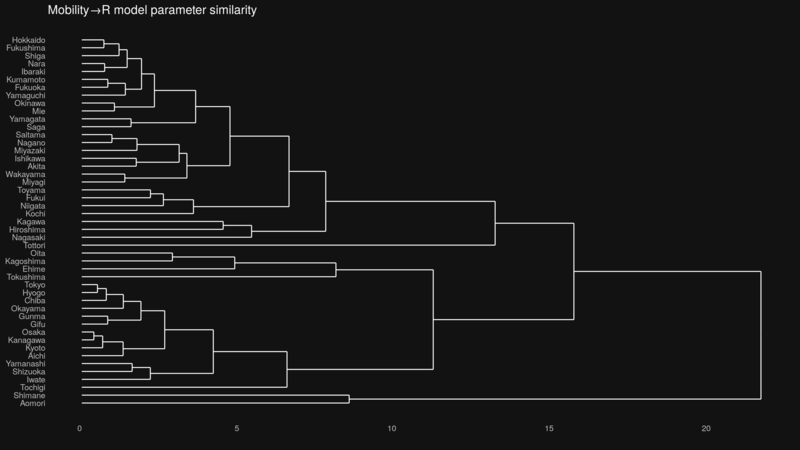 Mobility→R model parameter similarity
Hokkaido
Fukushima
Shiga
Nara
Ibaraki
Kumamoto
Fukuoka
Yamaguchi
Okinawa
Mie
Yamagata
Saga
Saitama
Nagano
Miyazaki
Ishikawa
Akita
Wakayama
Miyagi
Toyama
Fukui
Niigata
Kochi
Kagawa
Hiroshima
Nagasaki
Tottori
Oita
Kagoshima
Ehime
Tokushima
Tokyo
Hyogo
Chiba
Okayama
Gunma
Gifu
Osaka
Kanagawa
Kyoto
Aichi
Yamanashi
Shizuoka
Iwate
Tochigi
Shimane
Aomori
0 5 10 15 20